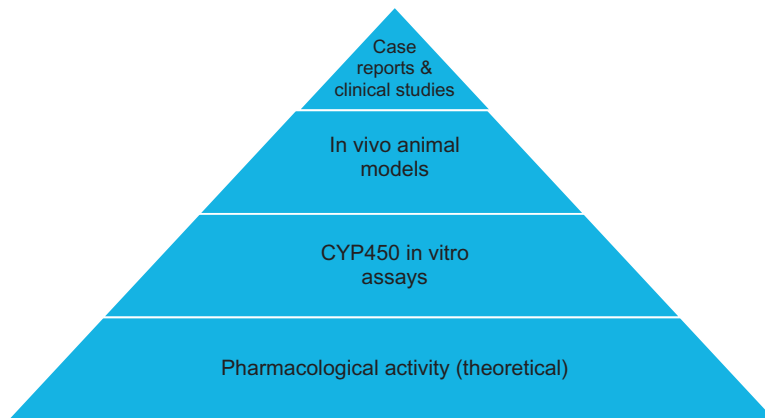 Case
reports &
clinical studies
In vivo animal
models
CYP450 in vitro
assays
Pharmacological activity (theoretical)